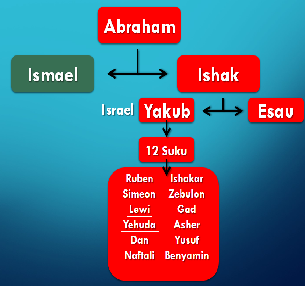 Abraham
Ismael Ishak
Israel Yakub Esau
12 Suku
Ruben Ishakar
Simeon Zebulon
Lewi Gad
Yehuda Asher
Dan Yusuf
Naftali Benyamin